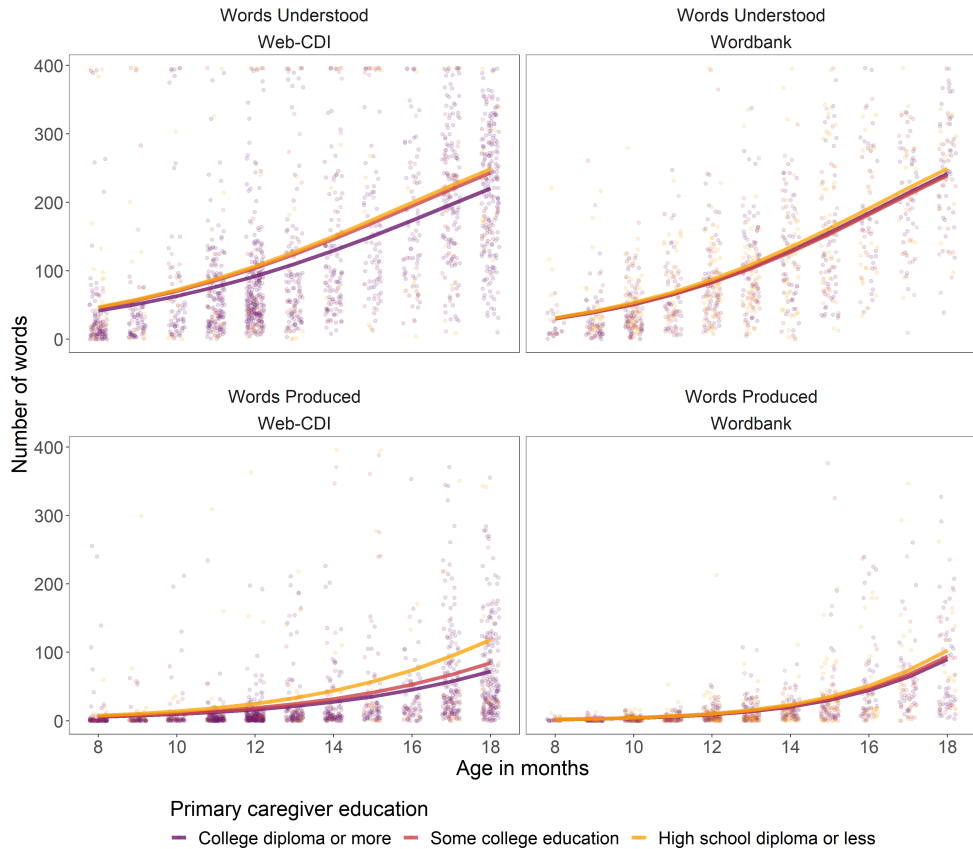 Words Understood
Web-CDI
Words Understood
Wordbank
400
300
200
100
0
Words Produced
Web-CDI
Words Produced
Wordbank
400
300
200
100
0
8 10 12 14 16 18
8 10 12 14 16 18
Number of words
Age in months
Primary caregiver education
College diploma or more
Some college education
High school diploma or less